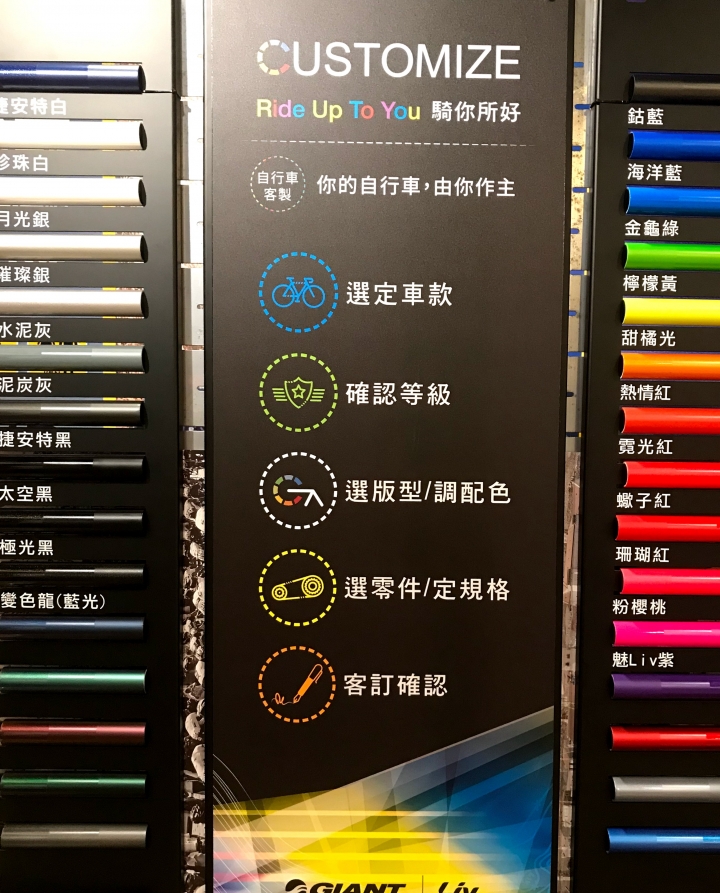 CUSTOMIZE
Ride Up To You 騎你所好
自行車
客製
你的自行車，由你作主
選定車款
確認等級
選版型/調配色
選零件/定規格
客訂確認
GIANT | Liv
捷安特白
珍珠白
月光銀
璀璨銀
水泥灰
泥炭灰
捷安特黑
太空黑
極光黑
變色龍(藍光)
鈷藍
海洋藍
金龜綠
檸檬黃
甜橘光
熱情紅
霓光紅
蠍子紅
珊瑚紅
粉櫻桃
魅Liv紫